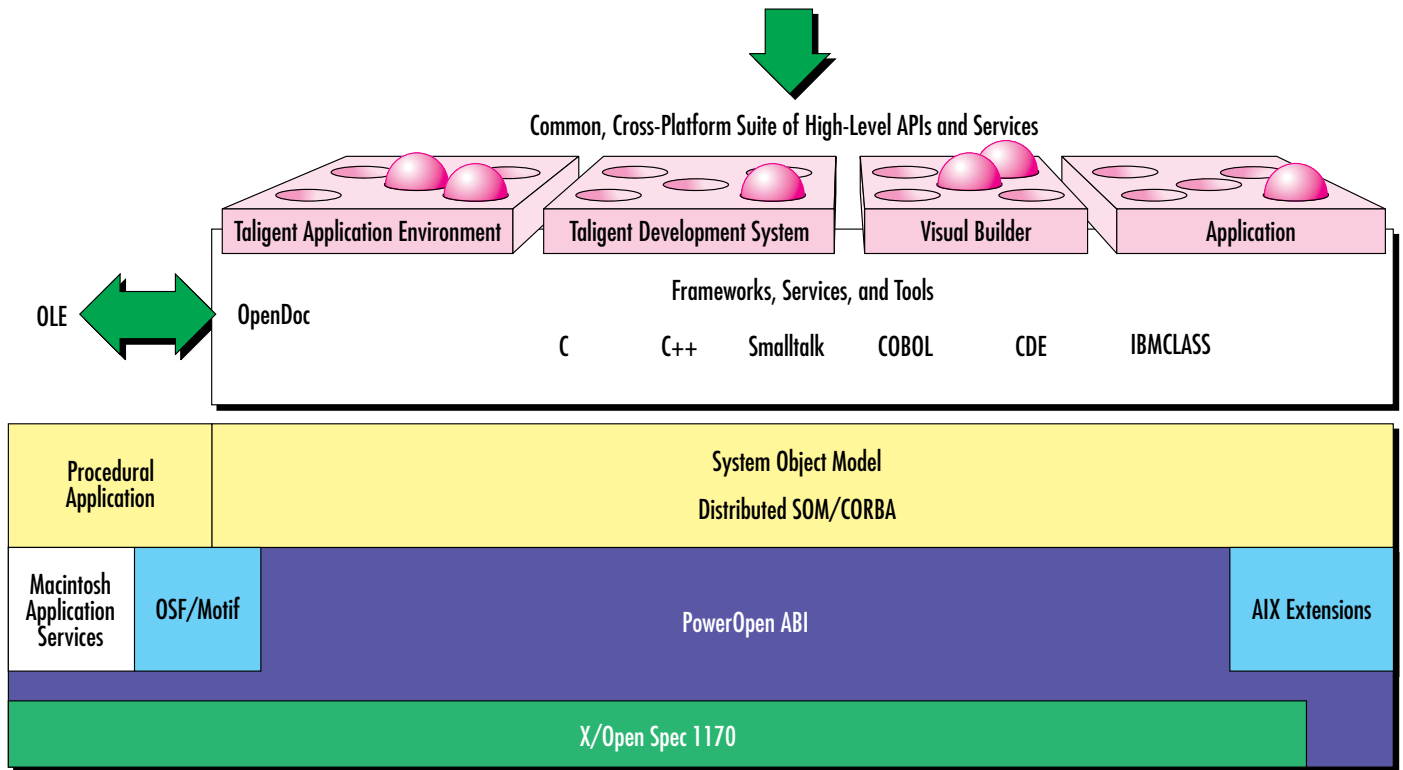 Common, Cross-Platform Suite of High-Level APIs and Services
Taligent Application Environment
Taligent Development System
Visual Builder
Application
Frameworks, Services, and Tools
OLE
OpenDoc
C
C++
Smalltalk
COBOL
CDE
IBMCLASS
Procedural
Application
System Object Model
Distributed SOM/CORBA
Macintosh
Application
Services
OSF/Motif
PowerOpen ABI
AIX Extensions
X/Open Spec 1170